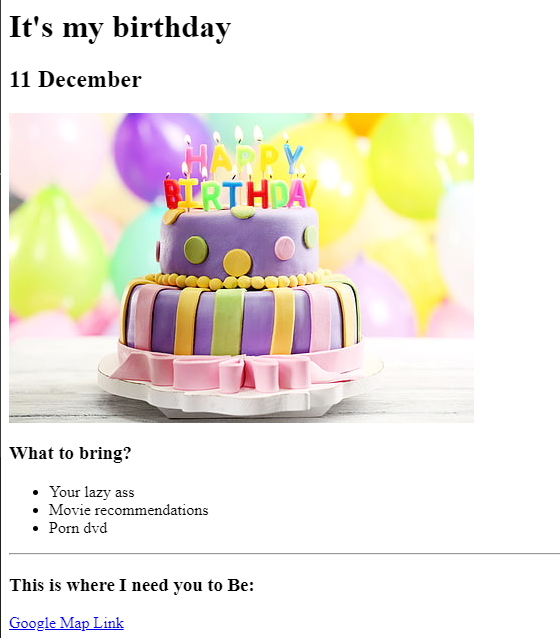 It's my birthday
11 December
HAPPY
BIRTHDAY
What to bring?
Your lazy ass
Movie recommendations
Porn dvd
This is where I need you to Be:
Google Map Link